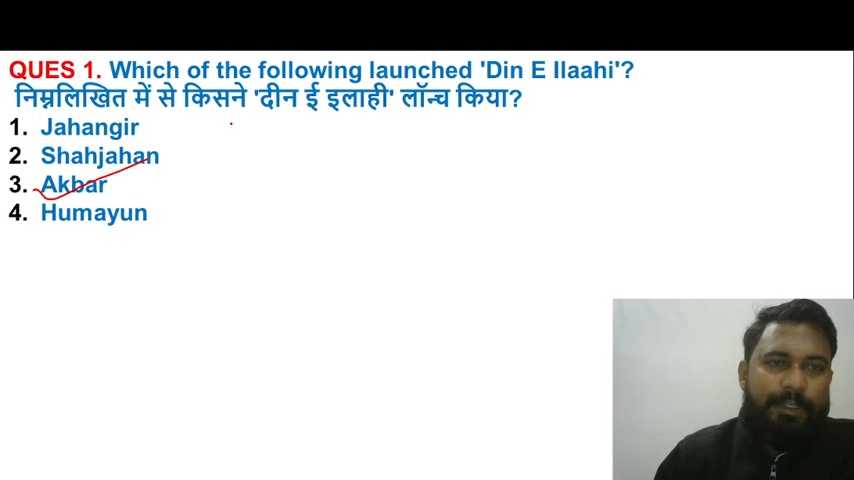 QUES 1. Which of the following launched 'Din E Ilaahi'?
निम्नलिखित में से किसने 'दीन ई इलाही' लॉन्च किया?
1. Jahangir
2. Shahjahan
3. Akbar
4. Humayun